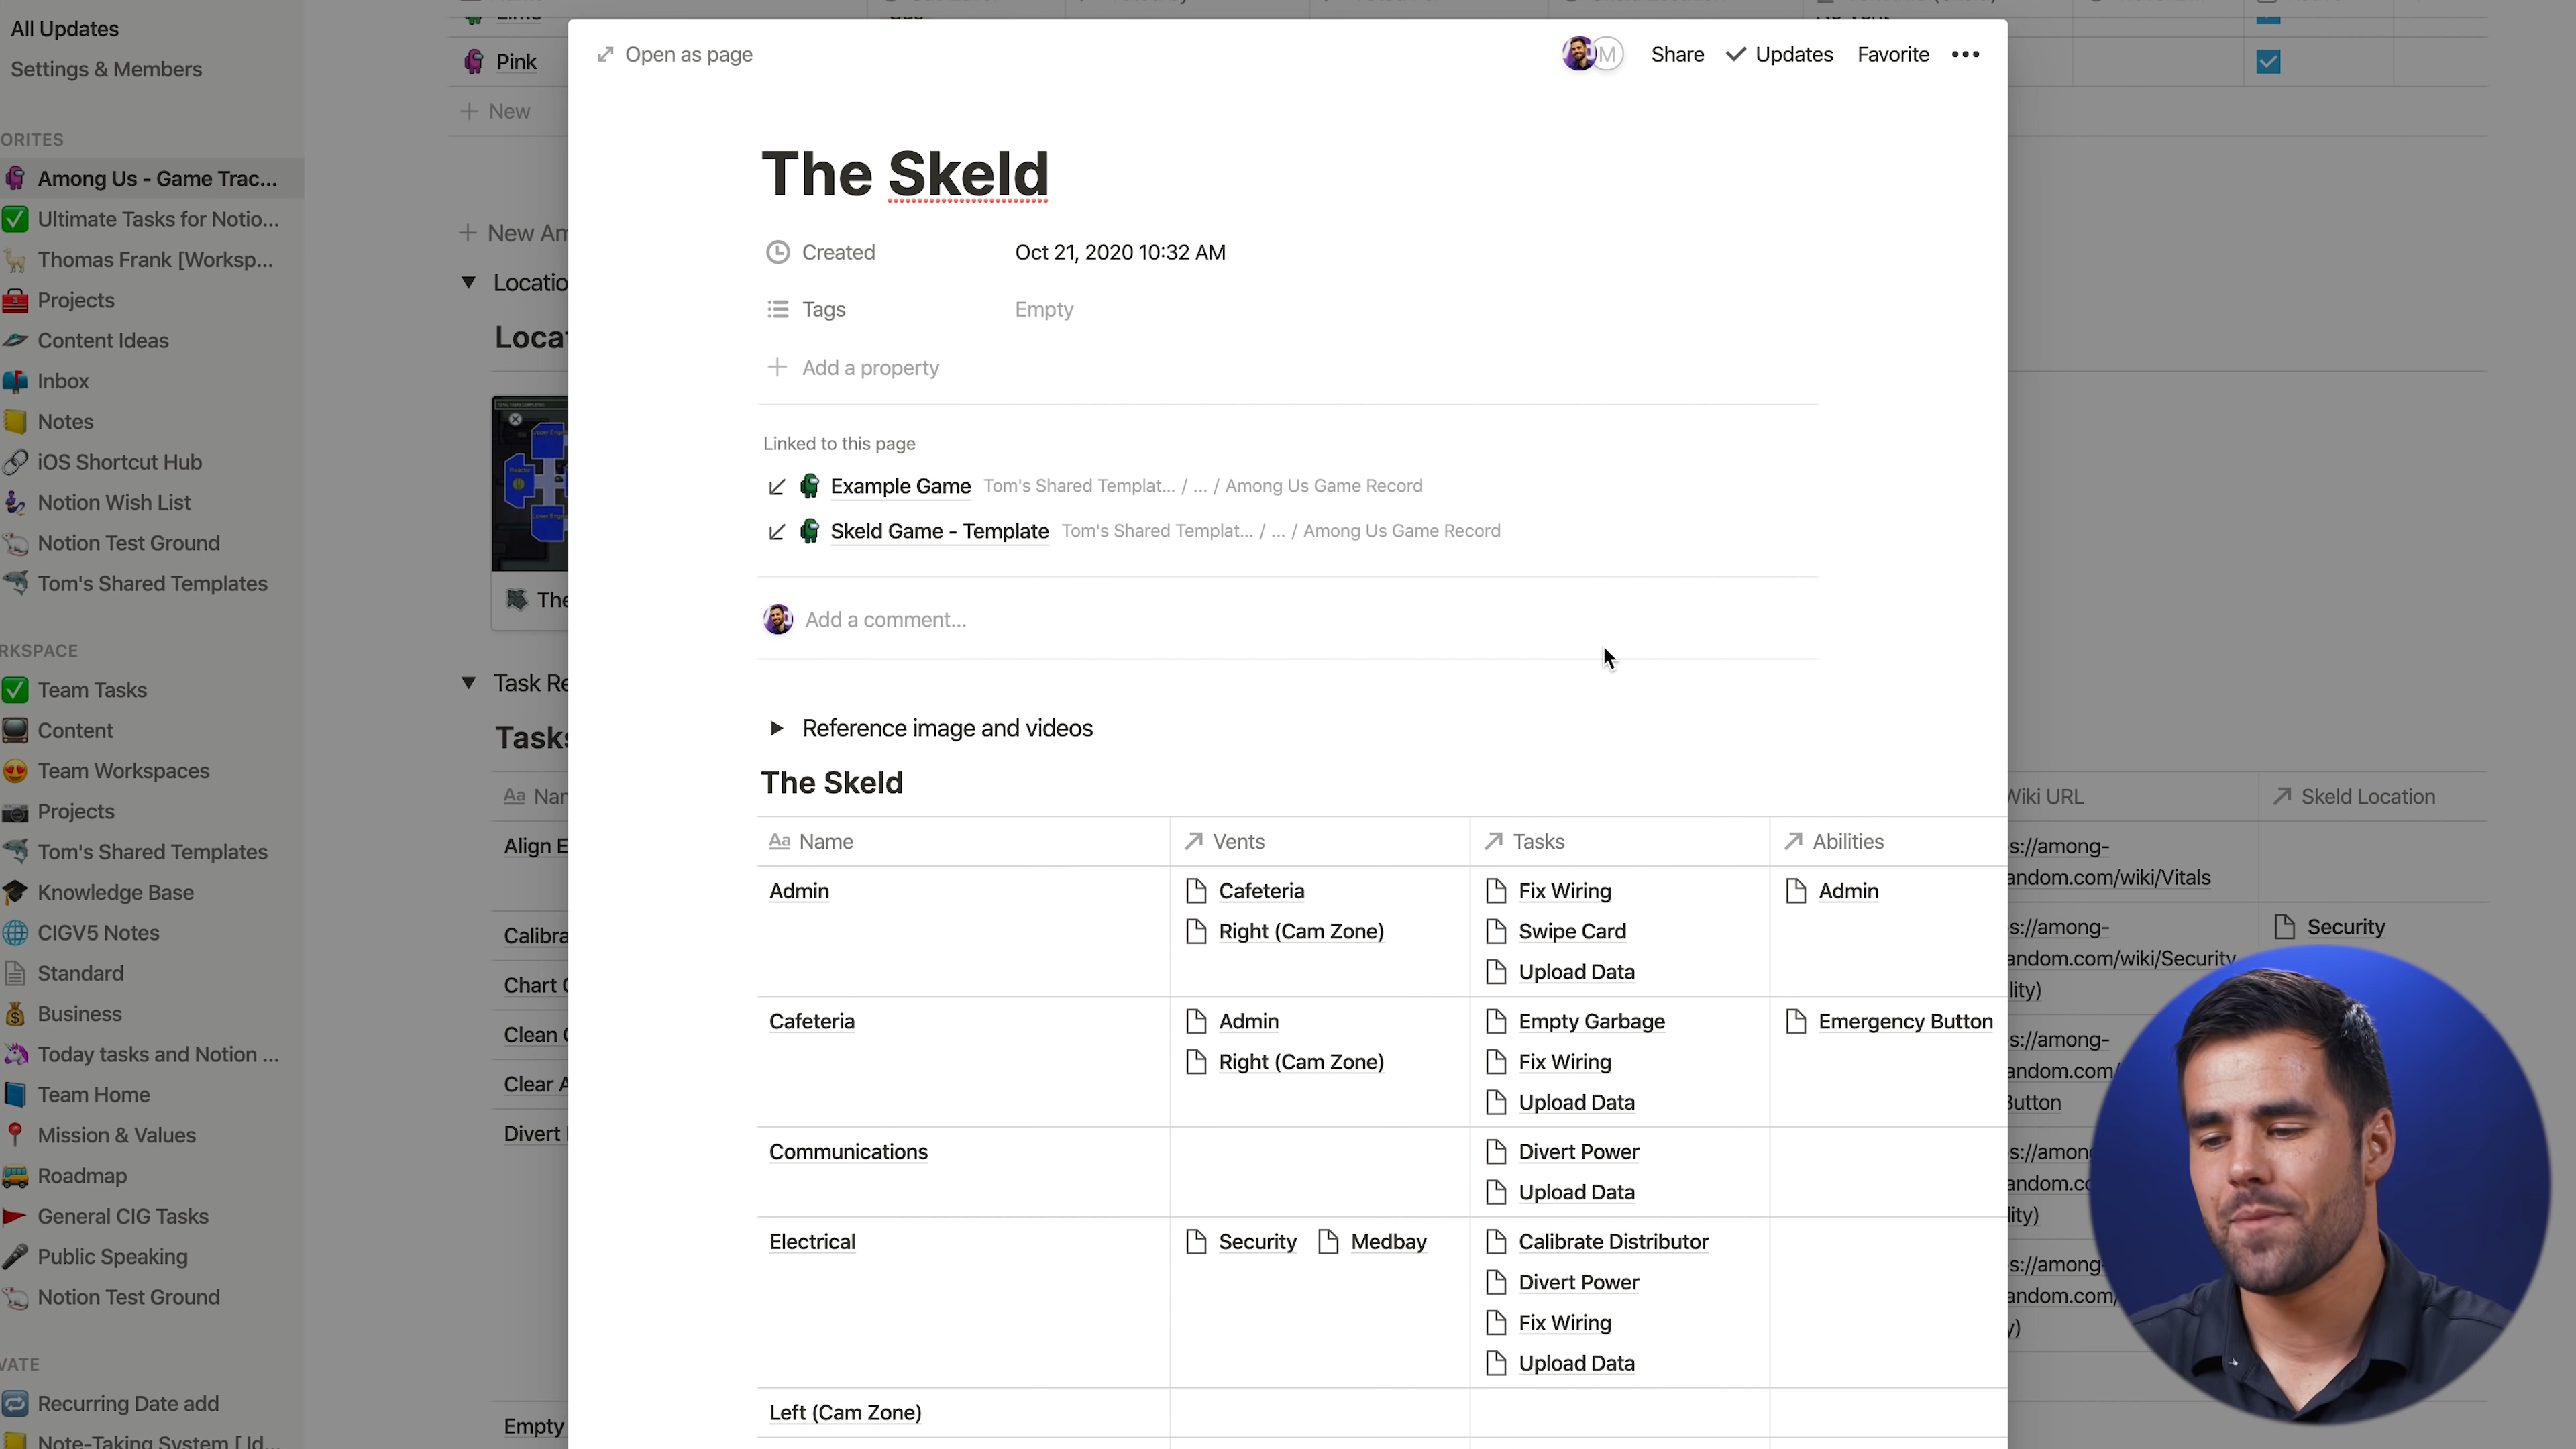 All Updates
Settings & Members
ORITES
Among Us - Game Trac...
Ultimate Tasks for Notio...
Thomas Frank [Worksp...
Projects
Content Ideas
Inbox
Notes
iOS Shortcut Hub
Notion Wish List
Notion Test Ground
Tom's Shared Templates
RKSPACE
Team Tasks
Content
Team Workspaces
Projects
Tom's Shared Templates
Knowledge Base
CIGV5 Notes
Standard
Business
Today tasks and Notion ...
Team Home
Mission & Values
Roadmap
General CIG Tasks
Public Speaking
Notion Test Ground
VATE
Recurring Date add
Pink
New
New Am
Locatio
Locat
The
Task Re
Tasks
Aa Nam
Align E
Calibra
Chart C
Clean C
Clear A
Divert
Empty
Open as page
M Share Updates Favorite •••
The Skeld
Created Oct 21, 2020 10:32 AM
Tags Empty
Add a property
Linked to this page
Example Game Tom's Shared Templat... / ... / Among Us Game Record
Skeld Game - Template Tom's Shared Templat... / ... / Among Us Game Record
Add a comment...
Reference image and videos
The Skeld
Aa Name Vents Tasks Abilities
Admin Cafeteria Fix Wiring Admin
Right (Cam Zone) Swipe Card
Upload Data
Cafeteria Admin Empty Garbage Emergency Button
Right (Cam Zone) Fix Wiring
Upload Data
Communications Divert Power
Upload Data
Electrical Security Medbay Calibrate Distributor
Divert Power
Fix Wiring
Upload Data
Left (Cam Zone)
Wiki URL Skeld Location
s://among-
andom.com/wiki/Vitals
s://among- Security
andom.com/wiki/Security
lity)
s://among-
andom.com/
Button
s://among
andom.co
lity)
s://among
andom.com/
y)